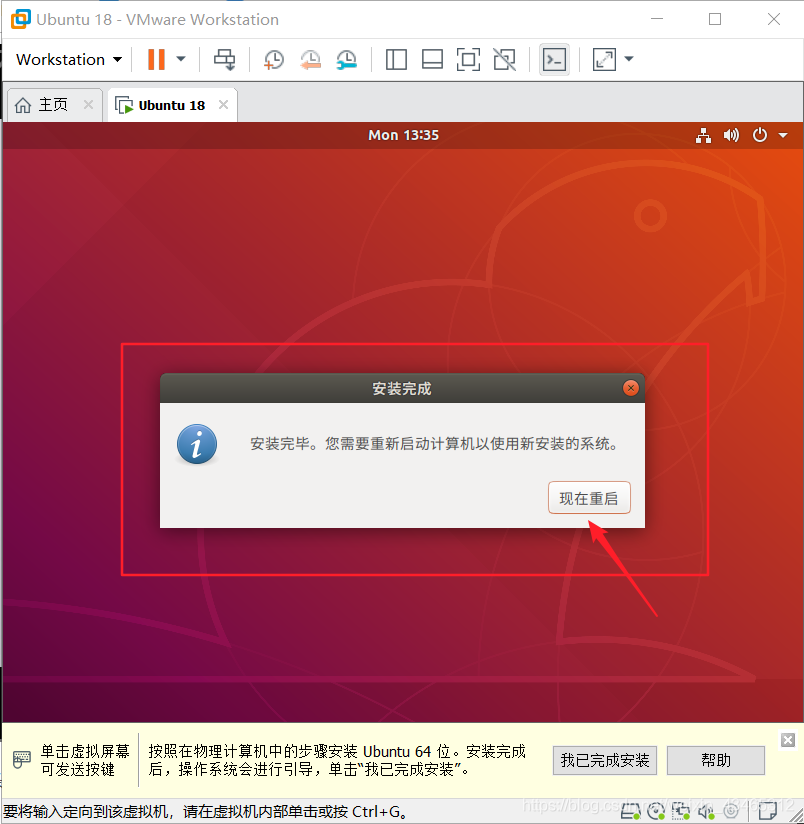 Ubuntu 18 - VMware Workstation
Workstation
主页
Ubuntu 18
Mon 13:35
安装完成
安装完毕。您需要重新启动计算机以使用新安装的系统。
现在重启
单击虚拟屏幕
可发送按键
按照在物理计算机中的步骤安装 Ubuntu 64 位。安装完成
后，操作系统会进行引导，单击“我已完成安装”。
我已完成安装
帮助
要将输入定向到该虚拟机，请在虚拟机内部单击或按 Ctrl+G。